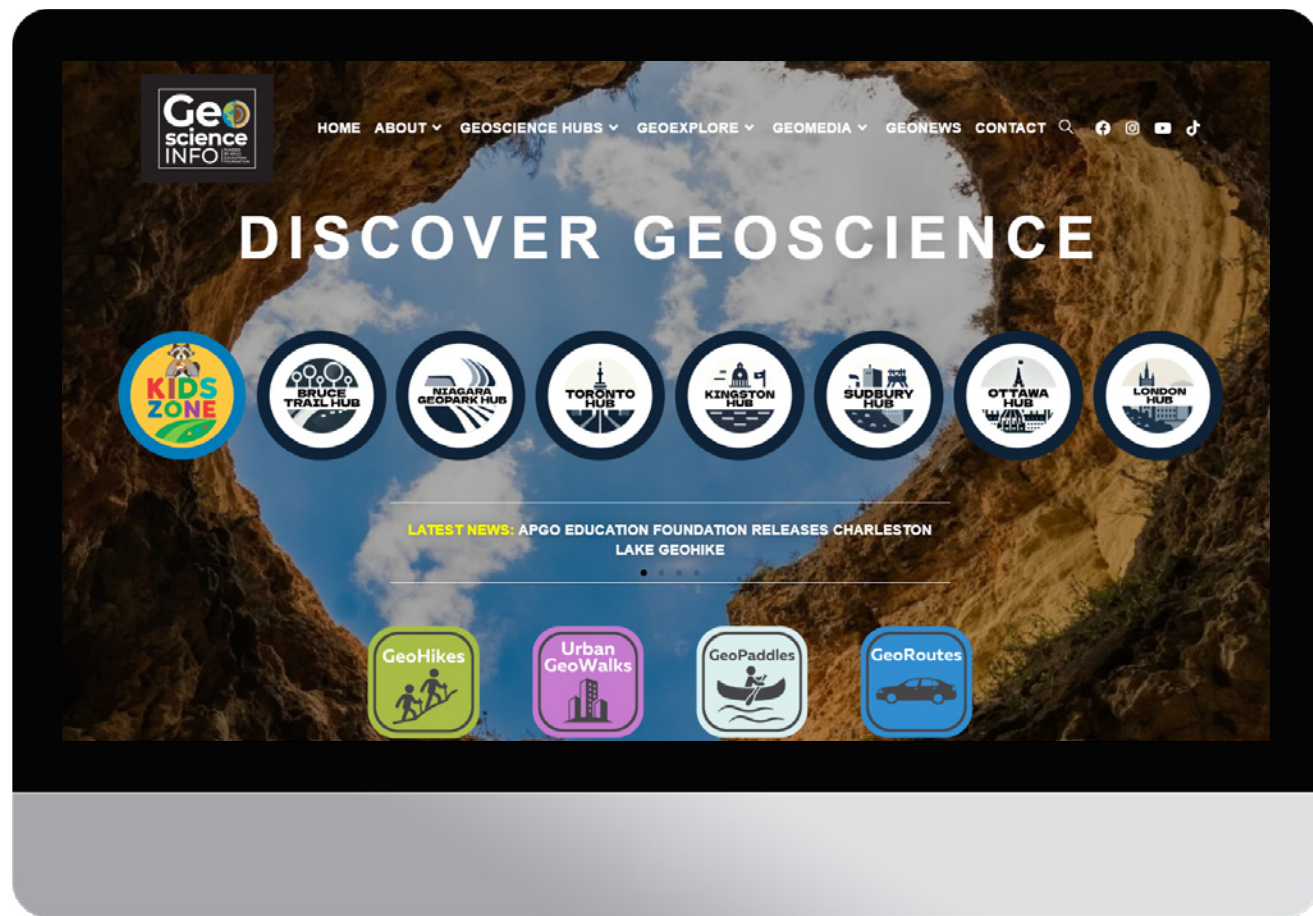 Geo
science
INFO
HOME ABOUT GEOSCIENCE HUBS GEOEXPLORE GEOMEDIA GEONEWS CONTACT
DISCOVER GEOSCIENCE
KIDS
ZONE
BRUCE
TRAIL HUB
NIAGARA
GEOPARK HUB
TORONTO
HUB
KINGSTON
HUB
SUDBURY
HUB
OTTAWA
HUB
LONDON
HUB
LATEST NEWS: APGO EDUCATION FOUNDATION RELEASES CHARLESTON
LAKE GEOHIKE
GeoHikes
Urban
GeoWalks
GeoPaddles
GeoRoutes